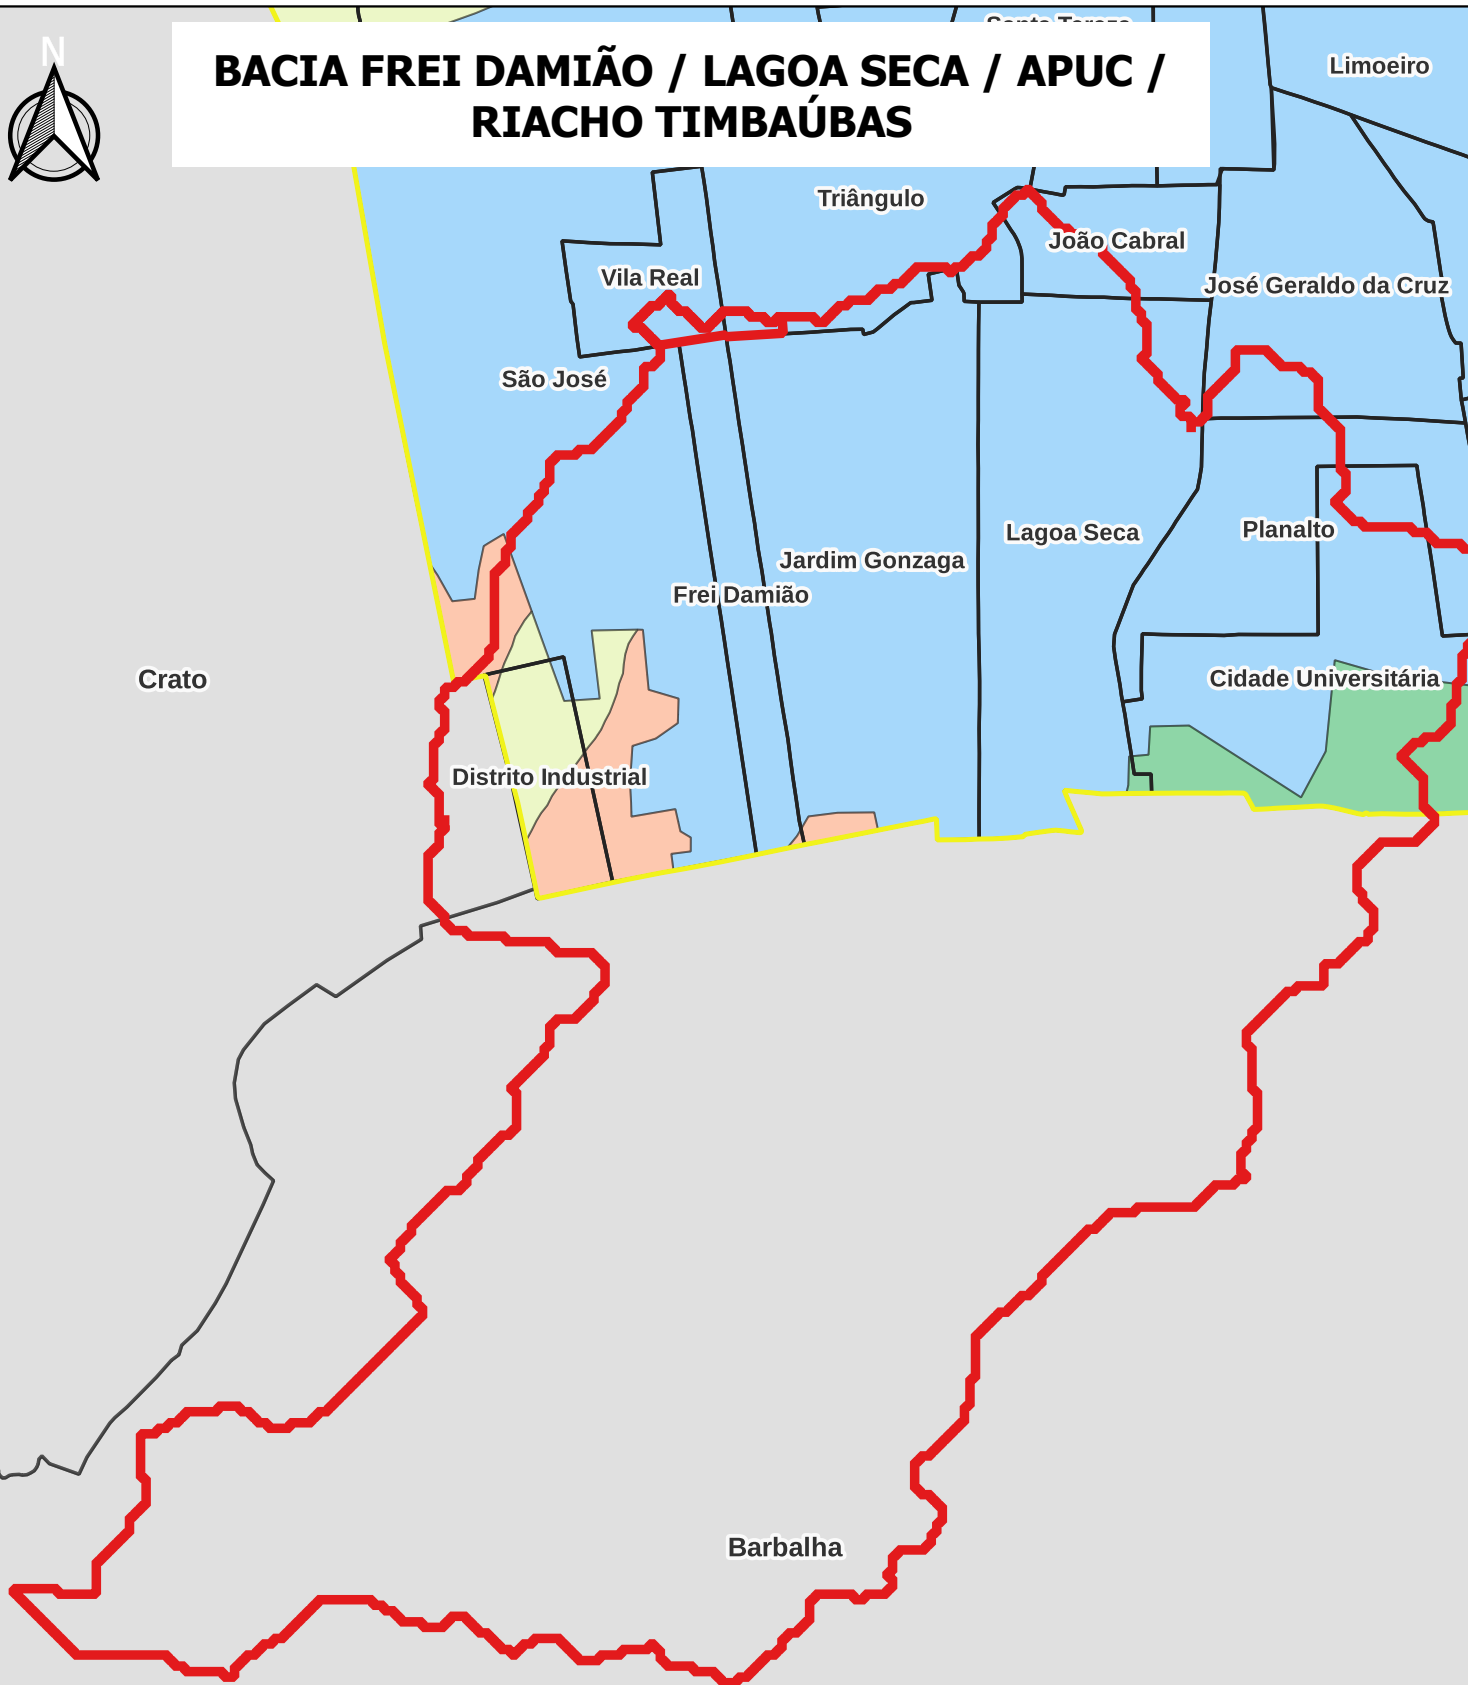 N
BACIA FREI DAMIÃO / LAGOA SECA / APUC /
RIACHO TIMBAÚBAS
Limoeiro
Triângulo
João Cabral
Vila Real
José Geraldo da Cruz
São José
Planalto
Lagoa Seca
Jardim Gonzaga
Frei Damião
Crato
Cidade Universitária
Distrito Industrial
Barbalha